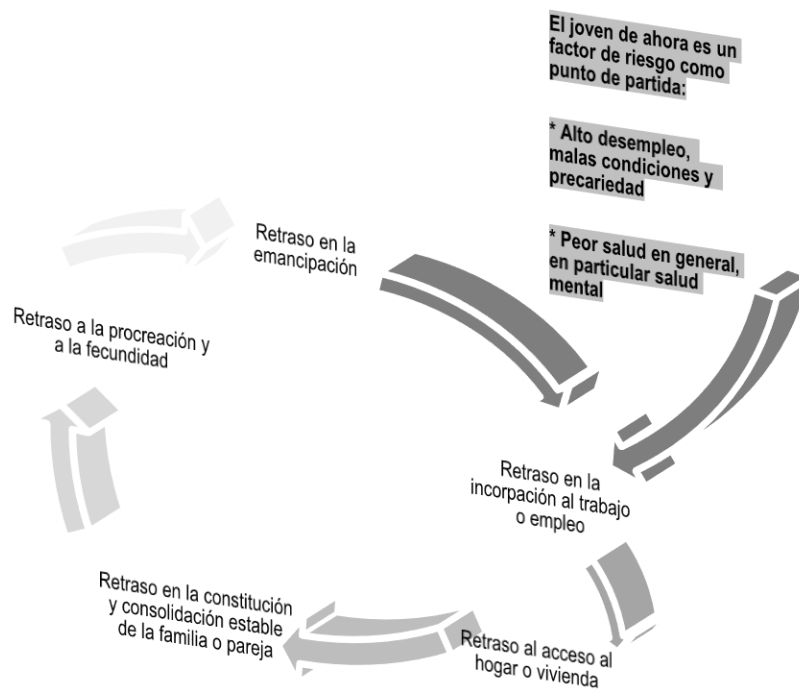 El joven de ahora es un
factor de riesgo como
punto de partida:
* Alto desempleo,
malas condiciones y
precariedad
* Peor salud en general,
en particular salud
mental
Retraso en la
emancipación
Retraso en la
incorpación al trabajo
o empleo
Retraso al acceso al
hogar o vivienda
Retraso en la constitución
y consolidación estable
de la familia o pareja
Retraso a la procreación y
a la fecundidad